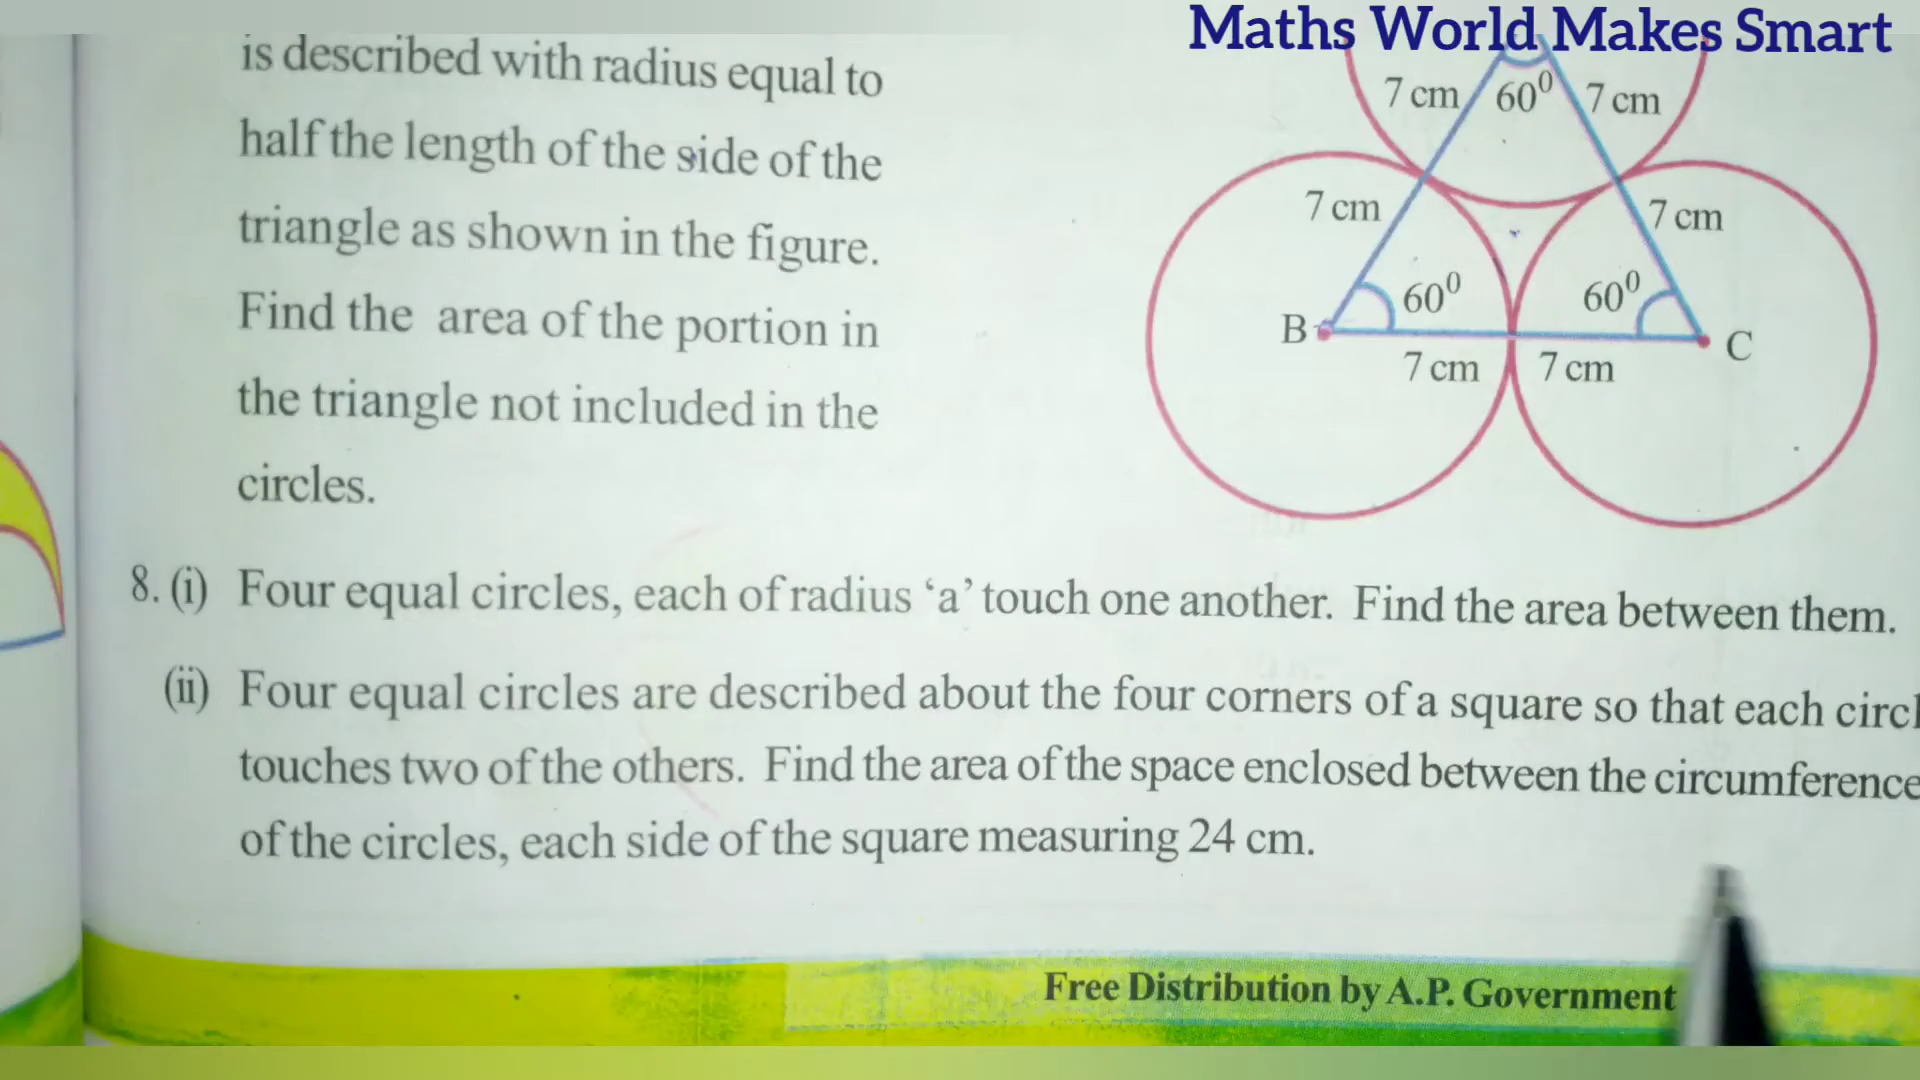 Maths World Makes Smart
is described with radius equal to
half the length of the side of the
triangle as shown in the figure.
Find the area of the portion in
the triangle not included in the
circles.
7 cm 60⁰ 7 cm
7 cm 7 cm
60⁰ 60⁰
B C
7 cm 7 cm
8. (i) Four equal circles, each of radius ‘a’ touch one another. Find the area between them.
(ii) Four equal circles are described about the four corners of a square so that each circl
touches two of the others. Find the area of the space enclosed between the circumference
of the circles, each side of the square measuring 24 cm.
Free Distribution by A.P. Government